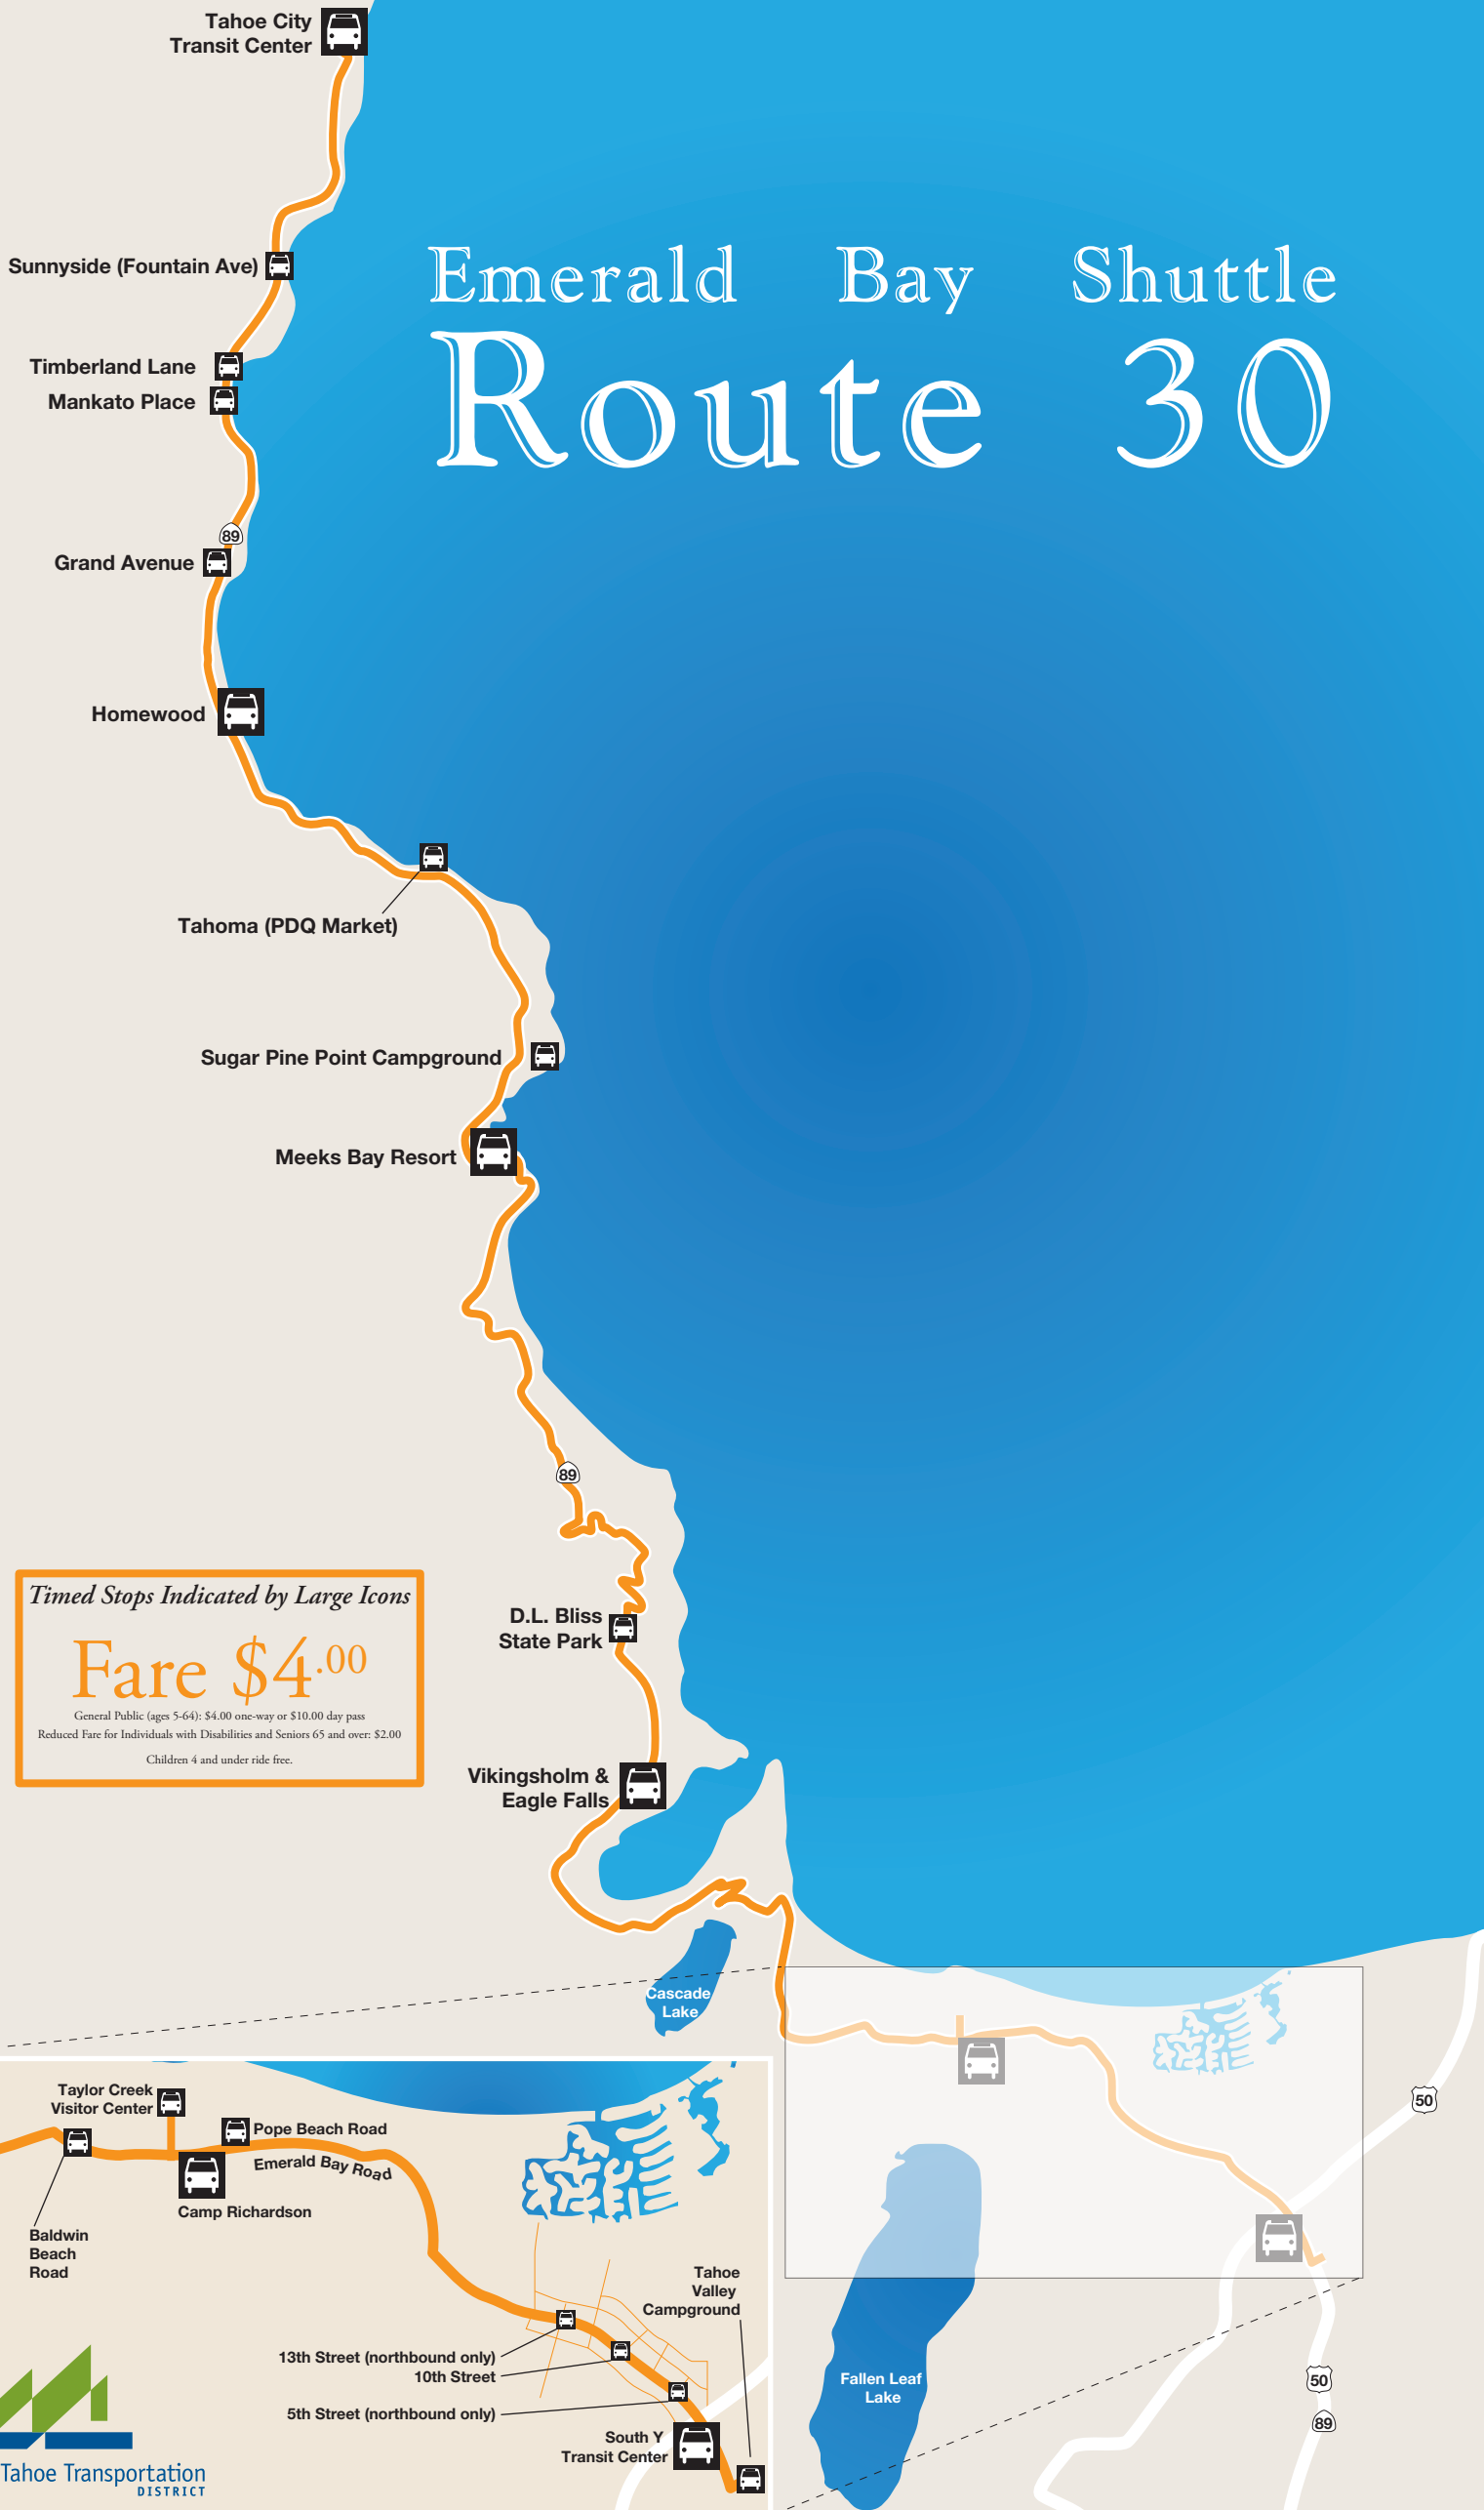 Tahoe City
Transit Center
Sunnyside (Fountain Ave)
Emerald Bay Shuttle
Route 30
Timberland Lane
Mankato Place
89
Grand Avenue
Homewood
Tahoma (PDQ Market)
Sugar Pine Point Campground
Meeks Bay Resort
89
Timed Stops Indicated by Large Icons
Fare $4.00
General Public (ages 5-64): $4.00 one-way or $10.00 day pass
Reduced Fare for Individuals with Disabilities and Seniors 65 and over: $2.00
Children 4 and under ride free.
D.L. Bliss
State Park
Vikingsholm &
Eagle Falls
Cascade
Lake
50
Fallen Leaf
Lake
50
89
Taylor Creek
Visitor Center
Pope Beach Road
Emerald Bay Road
Camp Richardson
Baldwin
Beach
Road
Tahoe
Valley
Campground
13th Street (northbound only)
10th Street
5th Street (northbound only)
South Y
Transit Center
Tahoe Transportation
DISTRICT